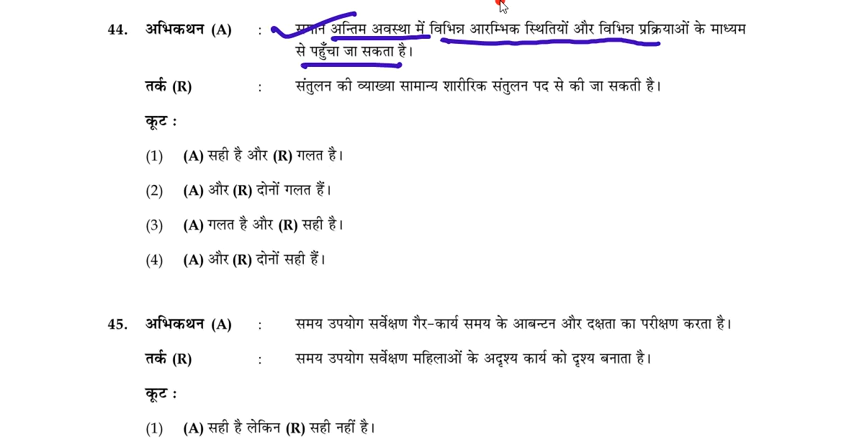 44. अभिकथन (A) : समान अन्तिम अवस्था में विभिन्न आरम्भिक स्थितियों और विभिन्न प्रक्रियाओं के माध्यम
से पहुँचा जा सकता है।
तर्क (R) : संतुलन की व्याख्या सामान्य शारीरिक संतुलन पद से की जा सकती है।
कूट :
(1) (A) सही है और (R) गलत है।
(2) (A) और (R) दोनों गलत हैं।
(3) (A) गलत है और (R) सही है।
(4) (A) और (R) दोनों सही हैं।
45. अभिकथन (A) : समय उपयोग सर्वेक्षण गैर-कार्य समय के आबन्टन और दक्षता का परीक्षण करता है।
तर्क (R) : समय उपयोग सर्वेक्षण महिलाओं के अदृश्य कार्य को दृश्य बनाता है।
कूट :
(1) (A) सही है लेकिन (R) सही नहीं है।